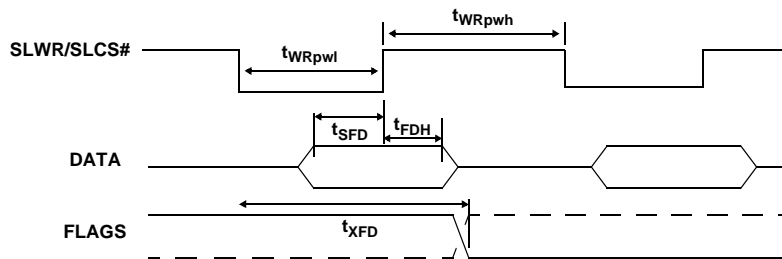 SLWR/SLCS#
tWRpwl
tWRpwh
DATA
tSFD
tFDH
FLAGS
tXFD